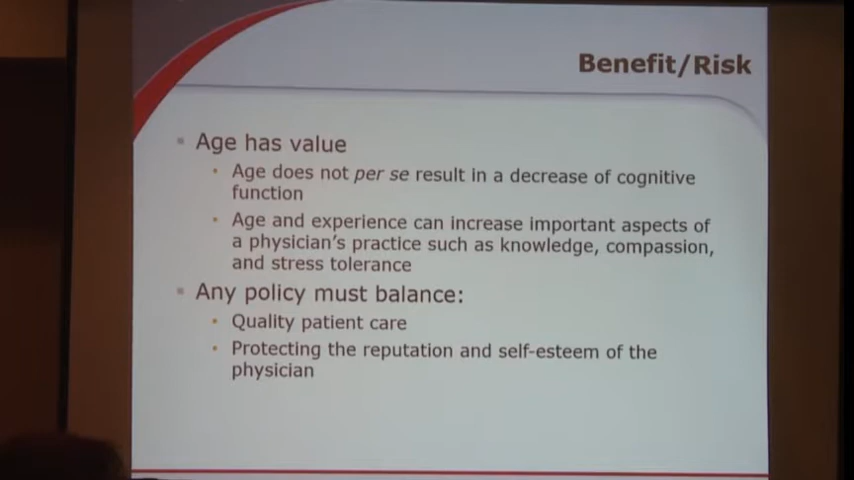 Benefit/Risk
Age has value
Age does not per se result in a decrease of cognitive
function
Age and experience can increase important aspects of
a physician's practice such as knowledge, compassion,
and stress tolerance
Any policy must balance:
Quality patient care
Protecting the reputation and self-esteem of the
physician